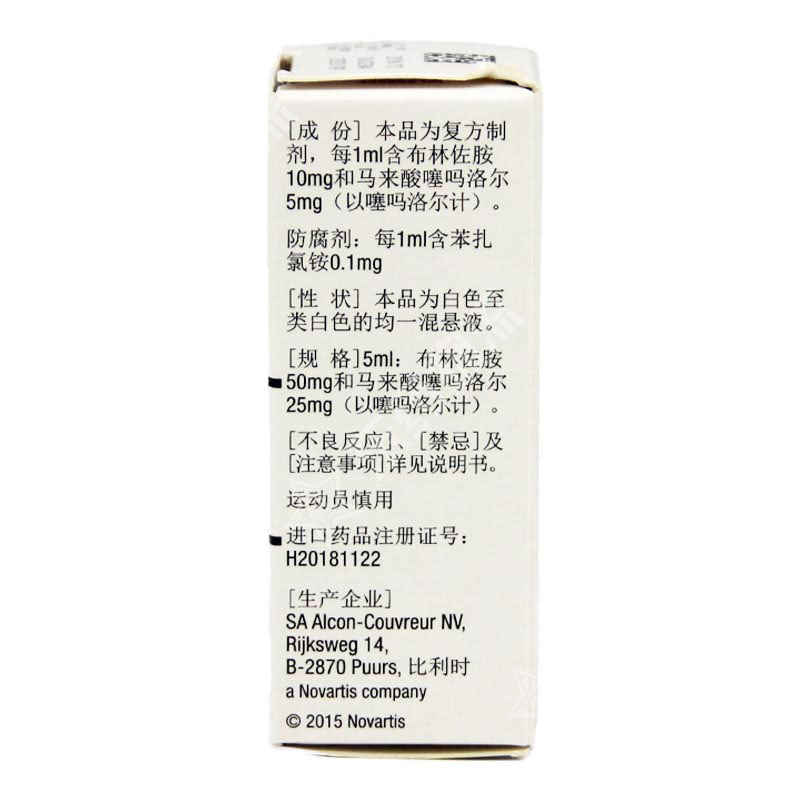 [成 份] 本品为复方制
剂，每1ml含布林佐胺
10mg和马来酸噻吗洛尔
5mg（以噻吗洛尔计）。
防腐剂：每1ml含苯扎
氯铵0.1mg
[性 状] 本品为白色至
类白色的均一混悬液。
[规 格]5ml：布林佐胺
50mg和马来酸噻吗洛尔
25mg（以噻吗洛尔计）。
[不良反应]、[禁忌]及
[注意事项]详见说明书。
运动员慎用
进口药品注册证号：
H20181122
[生产企业]
SA Alcon-Couvreur NV,
Rijksweg 14,
B-2870 Puurs, 比利时
a Novartis company
© 2015 Novartis